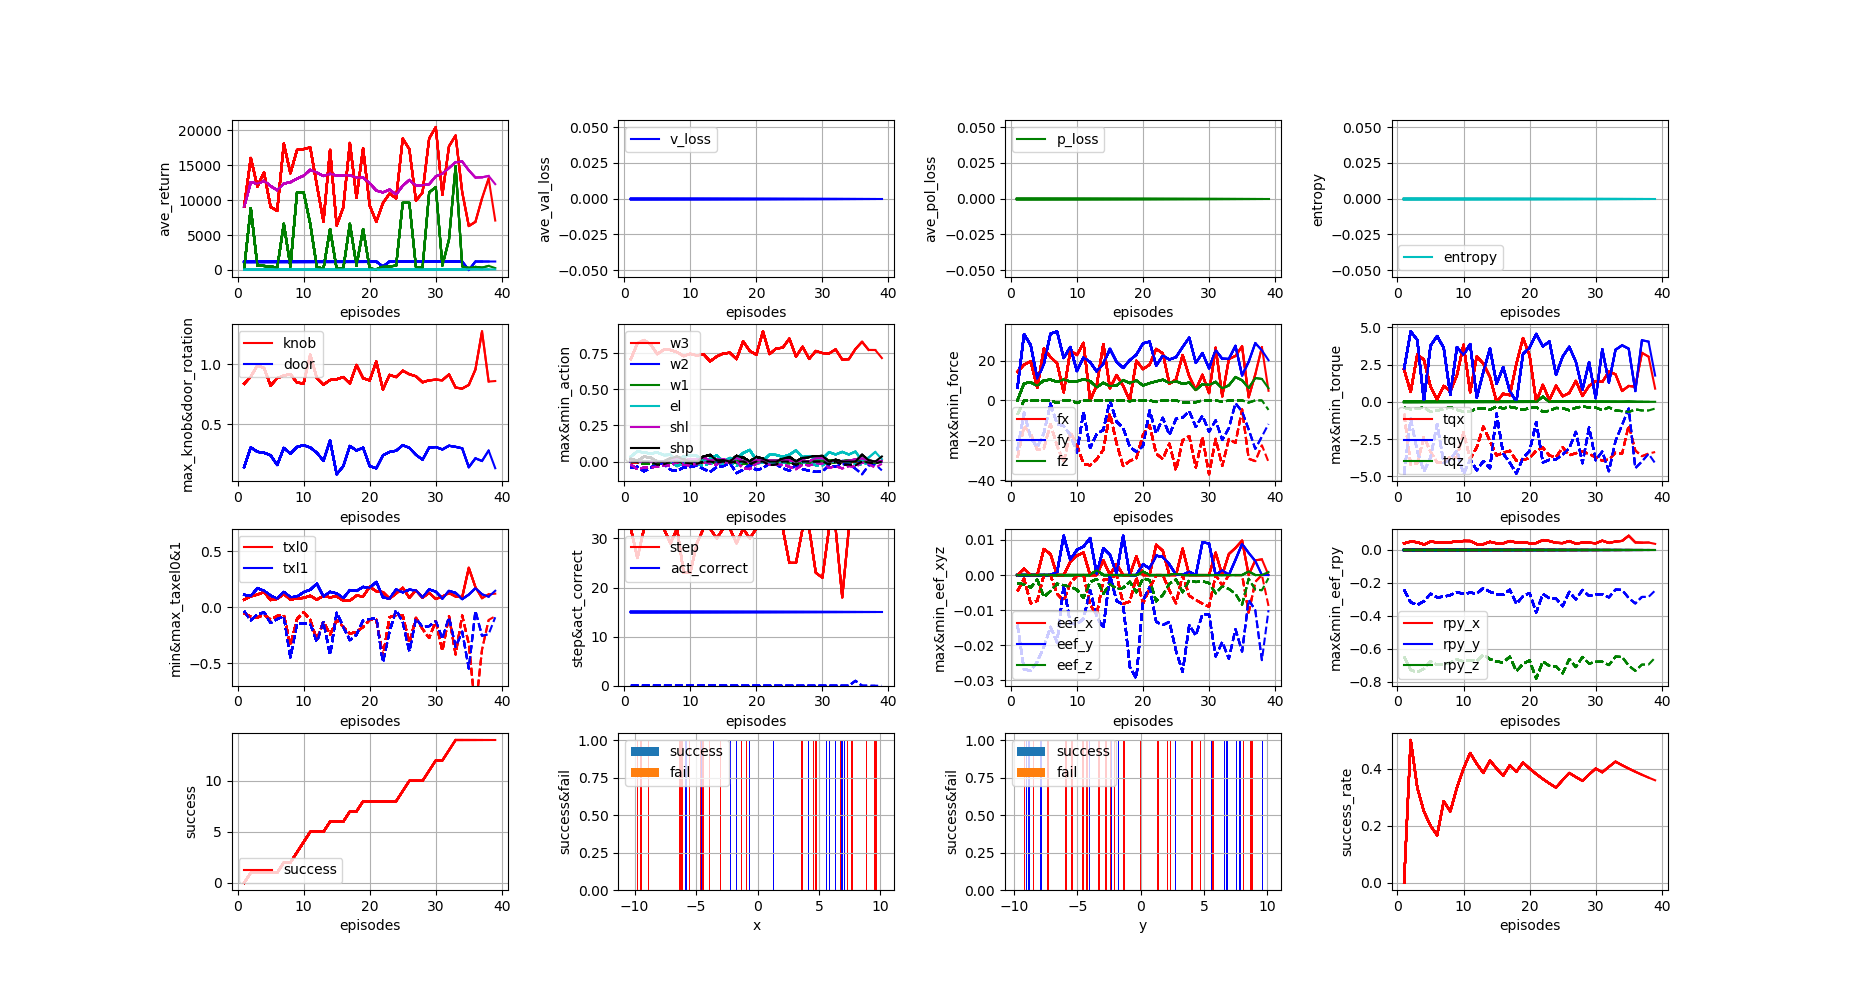 ave_return
20000
15000
10000
5000
0
0
10
20
30
40
episodes
ave_val_loss
0.050
0.025
0.000
−0.025
−0.050
v_loss
0
10
20
30
40
episodes
ave_pol_loss
0.050
0.025
0.000
−0.025
−0.050
p_loss
0
10
20
30
40
episodes
entropy
0.050
0.025
0.000
−0.025
−0.050
entropy
0
10
20
30
40
episodes
max_knob&door_rotation
1.0
0.5
knob
door
0
10
20
30
40
episodes
max&min_action
0.75
0.50
0.25
0.00
w3
w2
w1
el
shl
shp
0
10
20
30
40
episodes
max&min_force
20
0
−20
−40
fx
fy
fz
0
10
20
30
40
episodes
max&min_torque
5.0
2.5
0.0
−2.5
−5.0
tqx
tqy
tqz
0
10
20
30
40
episodes
min&max_taxel0&1
0.5
0.0
−0.5
txl0
txl1
0
10
20
30
40
episodes
step&act_correct
30
20
10
0
step
act_correct
0
10
20
30
40
episodes
max&min_eef_xyz
0.01
0.00
−0.01
−0.02
−0.03
eef_x
eef_y
eef_z
0
10
20
30
40
episodes
max&min_eef_rpy
0.0
−0.2
−0.4
−0.6
−0.8
rpy_x
rpy_y
rpy_z
0
10
20
30
40
episodes
success
10
5
0
success
0
10
20
30
40
episodes
success&fail
1.00
0.75
0.50
0.25
0.00
success
fail
−10
−5
0
5
10
x
success&fail
1.00
0.75
0.50
0.25
0.00
success
fail
−10
−5
0
5
10
y
success_rate
0.4
0.2
0.0
0
10
20
30
40
episodes